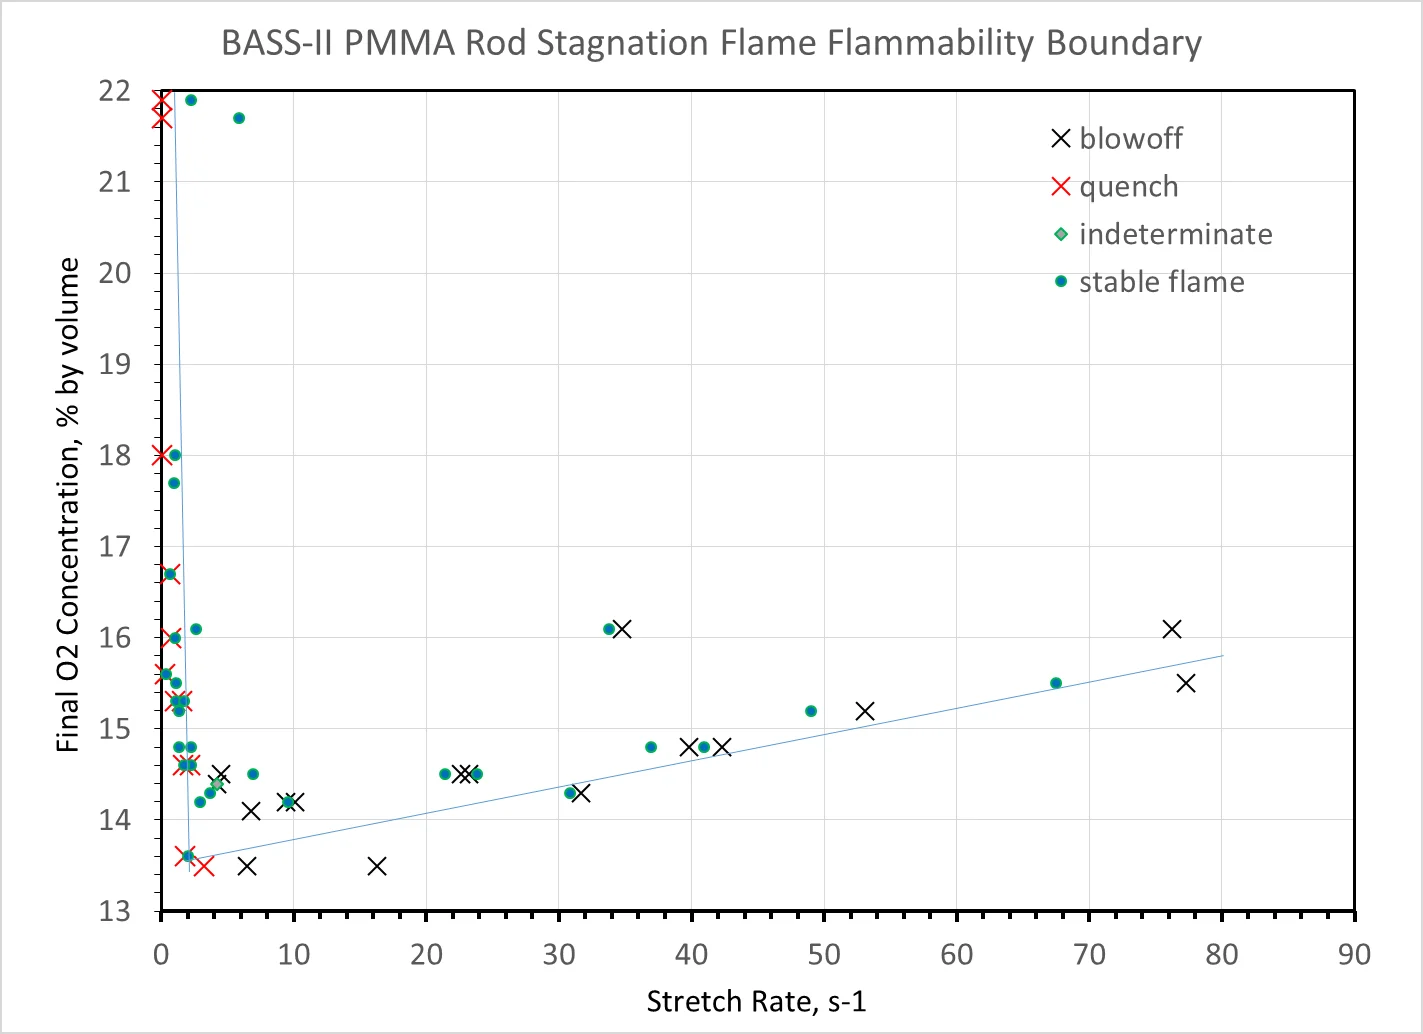 BASS-II PMMA Rod Stagnation Flame Flammability Boundary
22
21
20
19
18
17
16
15
14
13
Final O2 Concentration, % by volume
blowoff
quench
indeterminate
stable flame
0 10 20 30 40 50 60 70 80 90
Stretch Rate, s-1